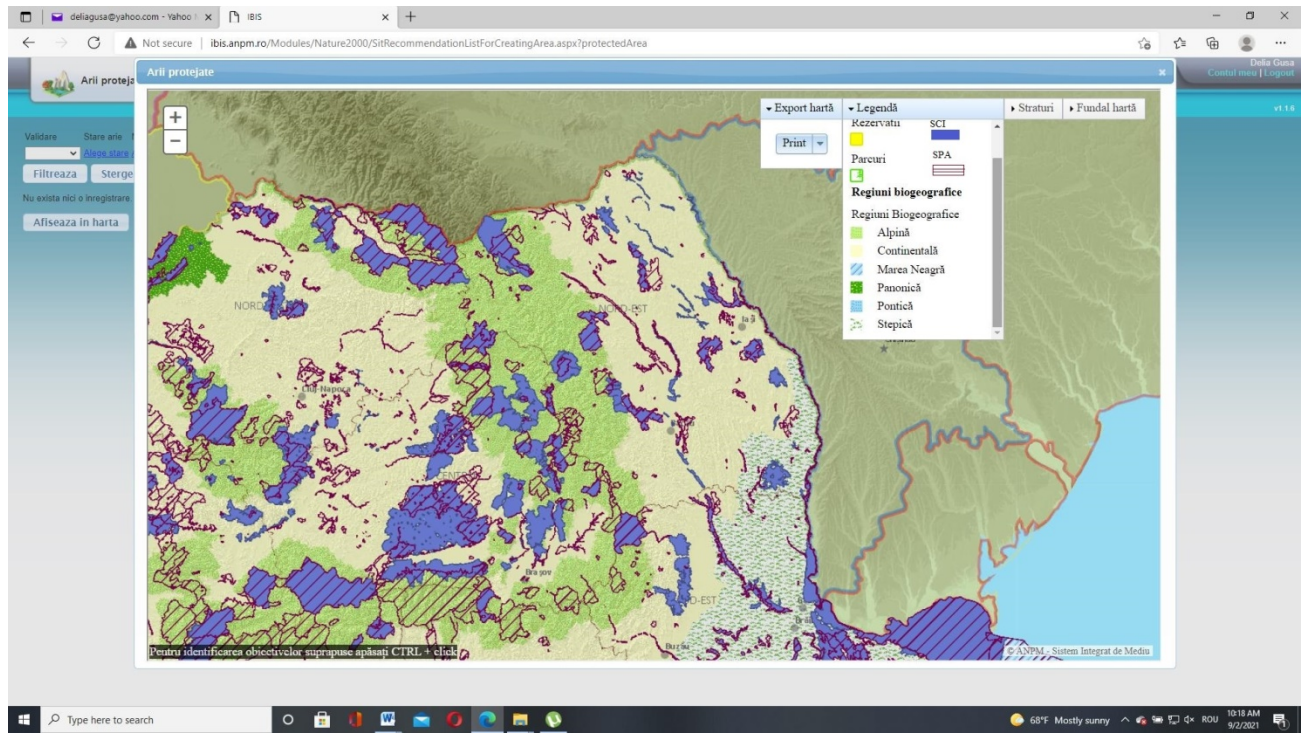 deliagusa@yahoo.com - Yahoo
IBIS
Not secure | ibis.anpm.ro/Modules/Nature2000/SitRecommendationListForCreatingArea.aspx?protectedArea
Arii proteja
Arii protejate
Delia Gusa
Contul meu | Logout
v1.1.6
Validare Stare arie
Alege stare
Filtreaza Sterge
Nu exista nici o inregistrare.
Afiseaza in harta
+
−
Export hartă Legendă Straturi Fundal hartă
Print
Rezervatii SCI
Parcuri SPA
Regiuni biogeografice
Regiuni Biogeografice
Alpină
Continentală
Marea Neagră
Panonică
Pontică
Stepică
NORD
NORD-EST
Cluj-Napoca
Brașov
Buzău
Pentru identificarea obiectivelor suprapuse apăsați CTRL + click
© ANPM - Sistem Integrat de Mediu
Type here to search
68°F Mostly sunny
ROU
10:18 AM
9/2/2021